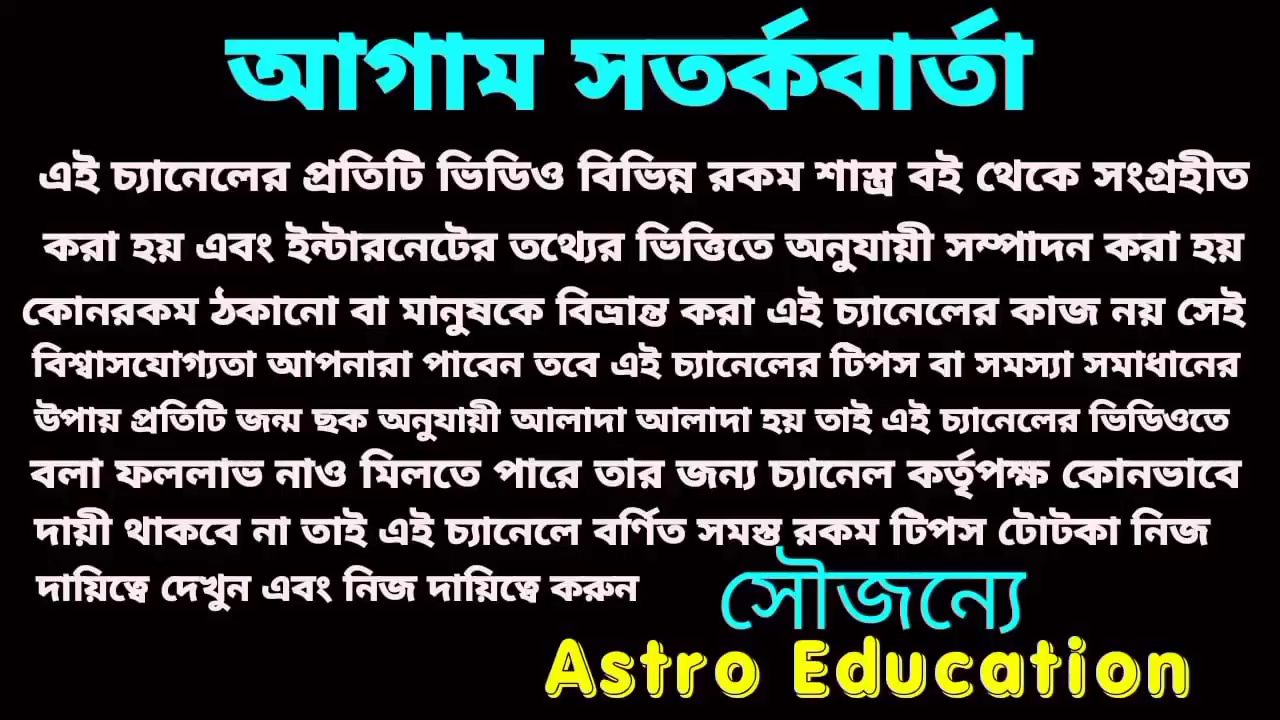 আগাম সতর্কবার্তা
এই চ্যানেলের প্রতিটি ভিডিও বিভিন্ন রকম শাস্ত্র বই থেকে সংগ্রহীত
করা হয় এবং ইন্টারনেটের তথ্যের ভিত্তিতে অনুযায়ী সম্পাদন করা হয়
কোনরকম ঠকানো বা মানুষকে বিভ্রান্ত করা এই চ্যানেলের কাজ নয় সেই
বিশ্বাসযোগ্যতা আপনারা পাবেন তবে এই চ্যানেলের টিপস বা সমস্যা সমাধানের
উপায় প্রতিটি জন্ম ছক অনুযায়ী আলাদা আলাদা হয় তাই এই চ্যানেলের ভিডিওতে
বলা ফললাভ নাও মিলতে পারে তার জন্য চ্যানেল কর্তৃপক্ষ কোনভাবে
দায়ী থাকবে না তাই এই চ্যানেলে বর্ণিত সমস্ত রকম টিপস টোটকা নিজ
দায়িত্বে দেখুন এবং নিজ দায়িত্বে করুন
সৌজন্যে
Astro Education